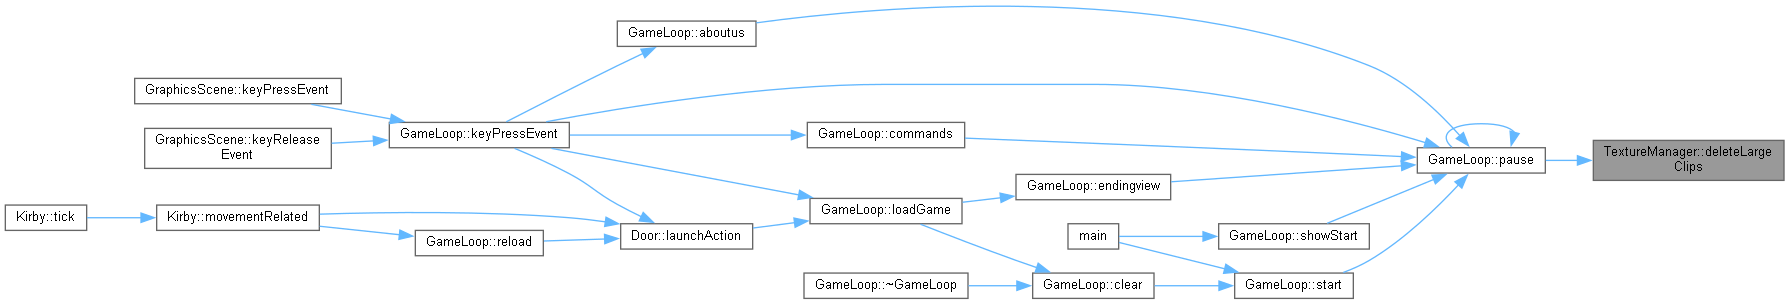 GameLoop::aboutus
GraphicsScene::keyPressEvent
GameLoop::keyPressEvent
GameLoop::commands
GraphicsScene::keyRelease
Event
TextureManager::deleteLarge
Clips
GameLoop::pause
GameLoop::endingview
GameLoop::loadGame
Kirby::tick
Kirby::movementRelated
GameLoop::reload
Door::launchAction
main
GameLoop::showStart
GameLoop::~GameLoop
GameLoop::clear
GameLoop::start